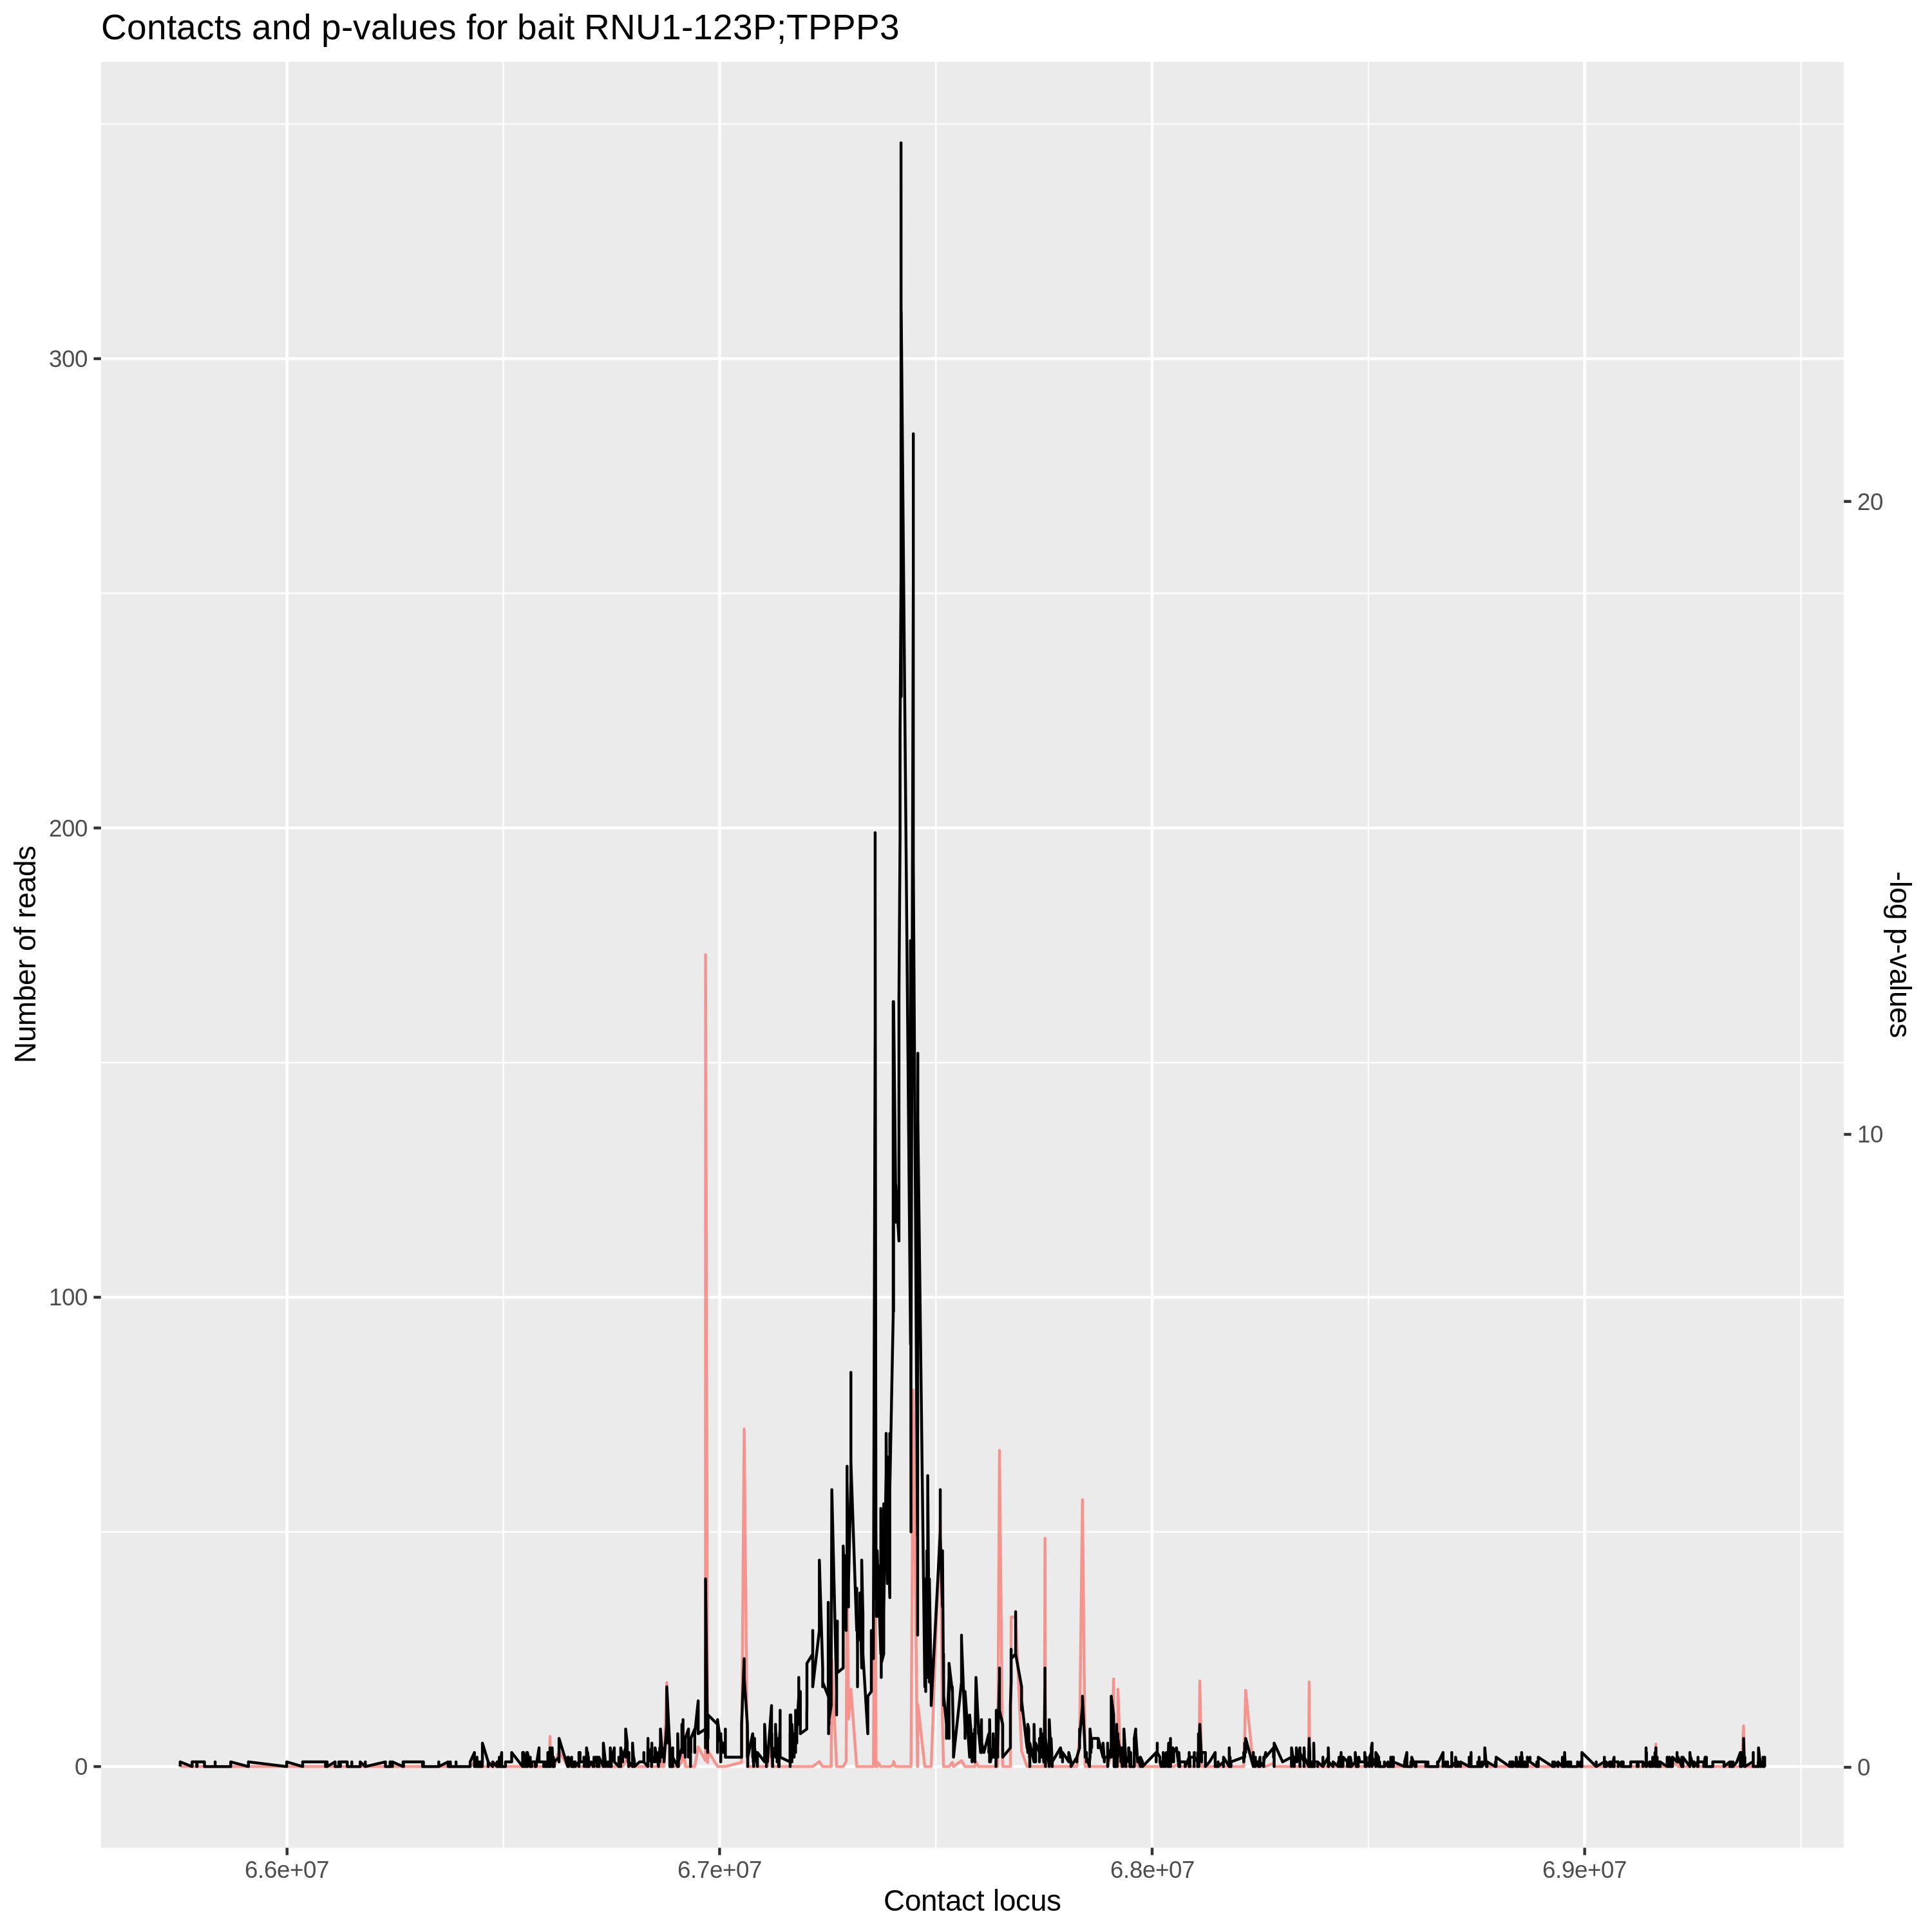 Contacts and p-values for bait RNU1-123P;TPPP3
300
200
100
0
Number of reads
20
10
0
-log p-values
6.6e+07
6.7e+07
6.8e+07
6.9e+07
Contact locus